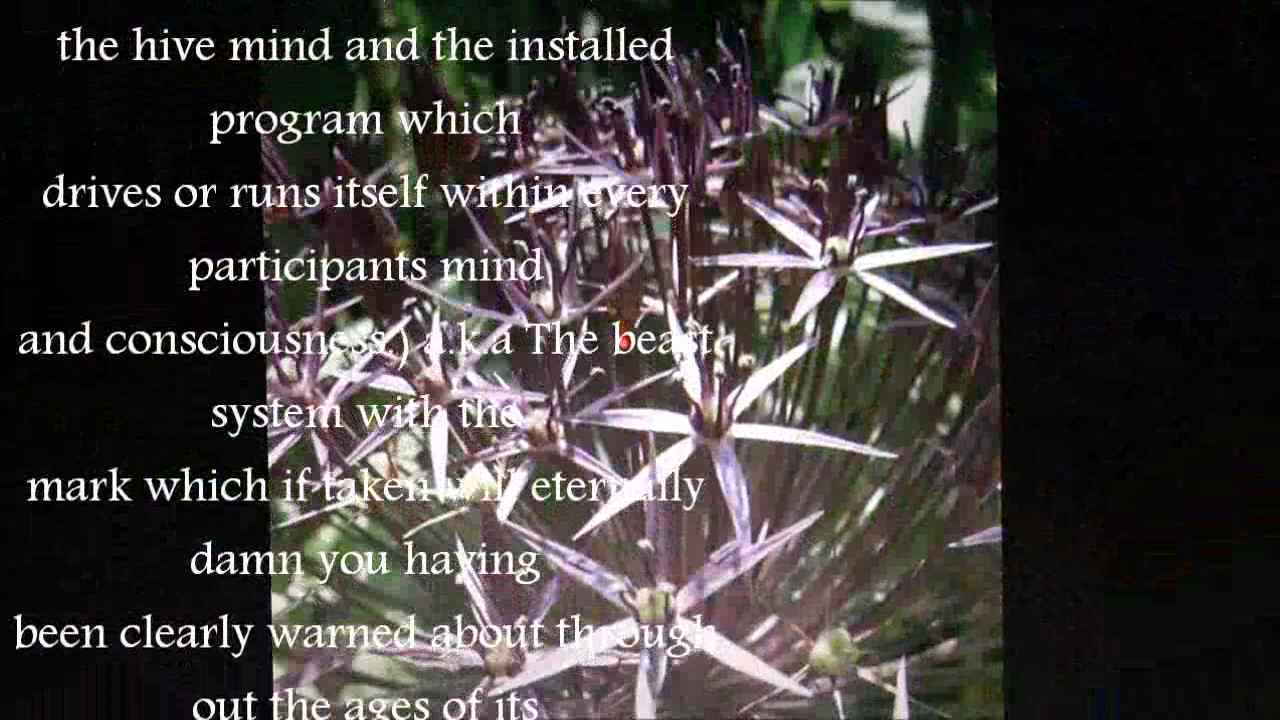 the hive mind and the installed
program which
drives or runs itself within every
participants mind
and consciousness.) a.k.a The beast
system with the
mark which if taken will eternally
damn you having
been clearly warned about through
out the ages of its